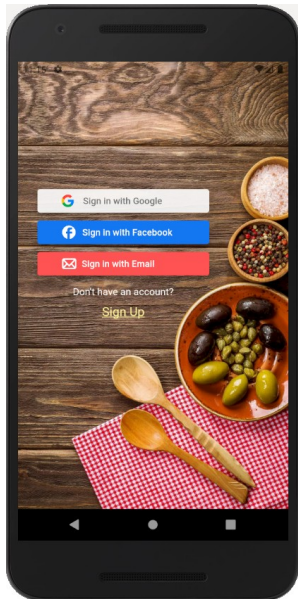 Sign in with Google
Sign in with Facebook
Sign in with Email
Don't have an account?
Sign Up